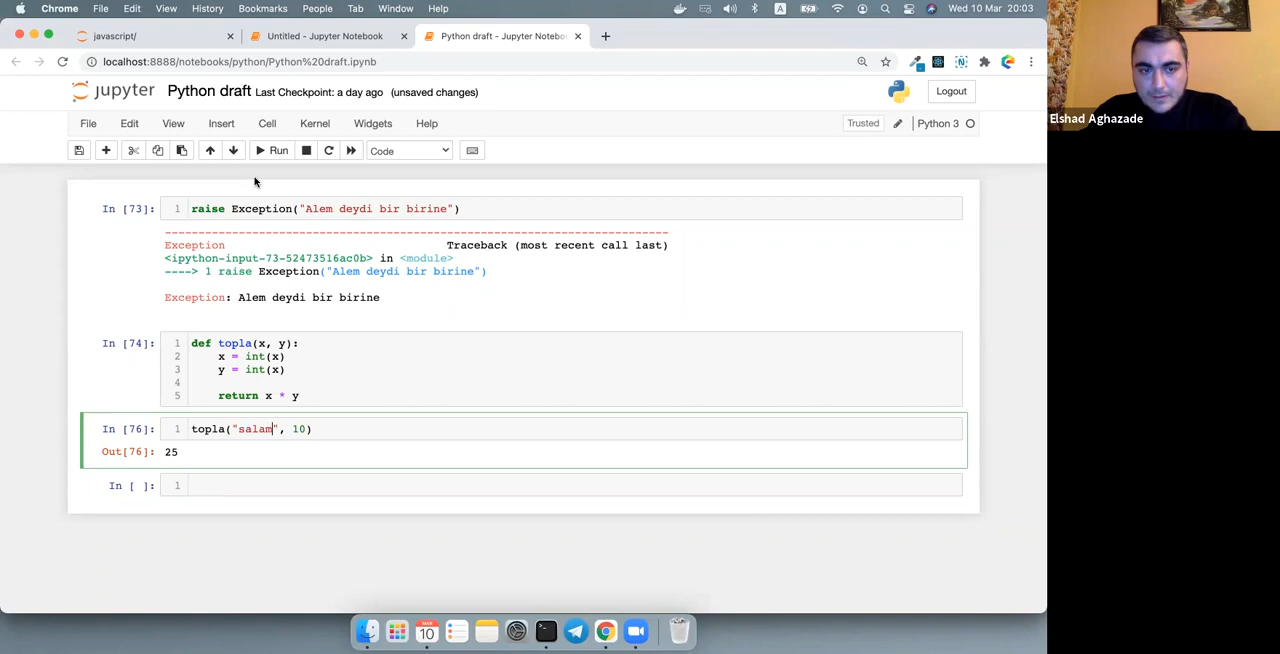 Chrome File Edit View History Bookmarks People Tab Window Help A Wed 10 Mar 20:03
javascript/ Untitled - Jupyter Notebook Python draft - Jupyter Notebo
localhost:8888/notebooks/python/Python%20draft.ipynb
jupyter Python draft Last Checkpoint: a day ago (unsaved changes) Logout
File Edit View Insert Cell Kernel Widgets Help Trusted Python 3
Run Code
In [73]: 1 raise Exception("Alem deydi bir birine")
---------------------------------------------------------------------------
Exception Traceback (most recent call last)
<ipython-input-73-52473516ac0b> in <module>
----> 1 raise Exception("Alem deydi bir birine")
Exception: Alem deydi bir birine
In [74]: 1 def topla(x, y):
2 x = int(x)
3 y = int(x)
4
5 return x * y
In [76]: 1 topla("salam", 10)
Out[76]: 25
In [ ]: 1
MAR
10
Elshad Aghazade